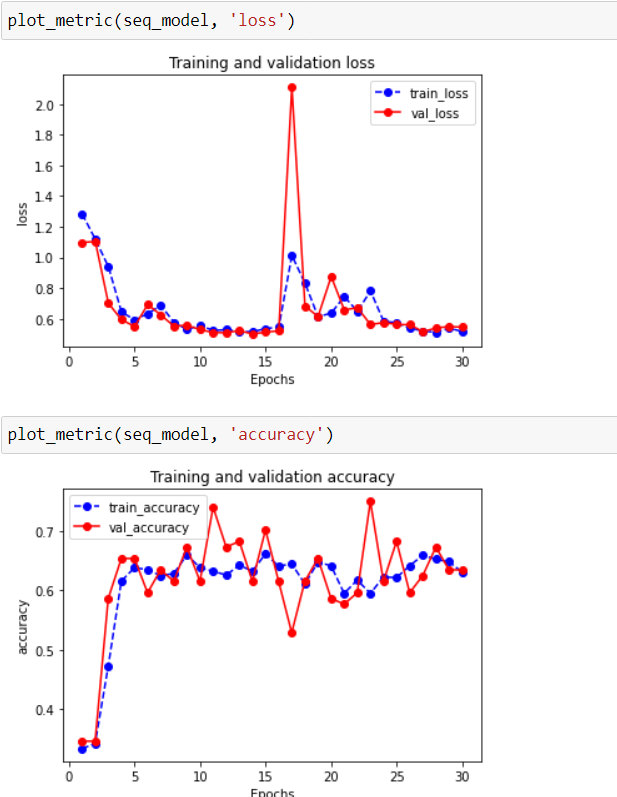 plot_metric(seq_model, 'loss')
Training and validation loss
train_loss
val_loss
2.0
1.8
1.6
1.4
1.2
1.0
0.8
0.6
loss
0 5 10 15 20 25 30
Epochs
plot_metric(seq_model, 'accuracy')
Training and validation accuracy
train_accuracy
val_accuracy
0.7
0.6
0.5
0.4
accuracy
0 5 10 15 20 25 30
Epochs